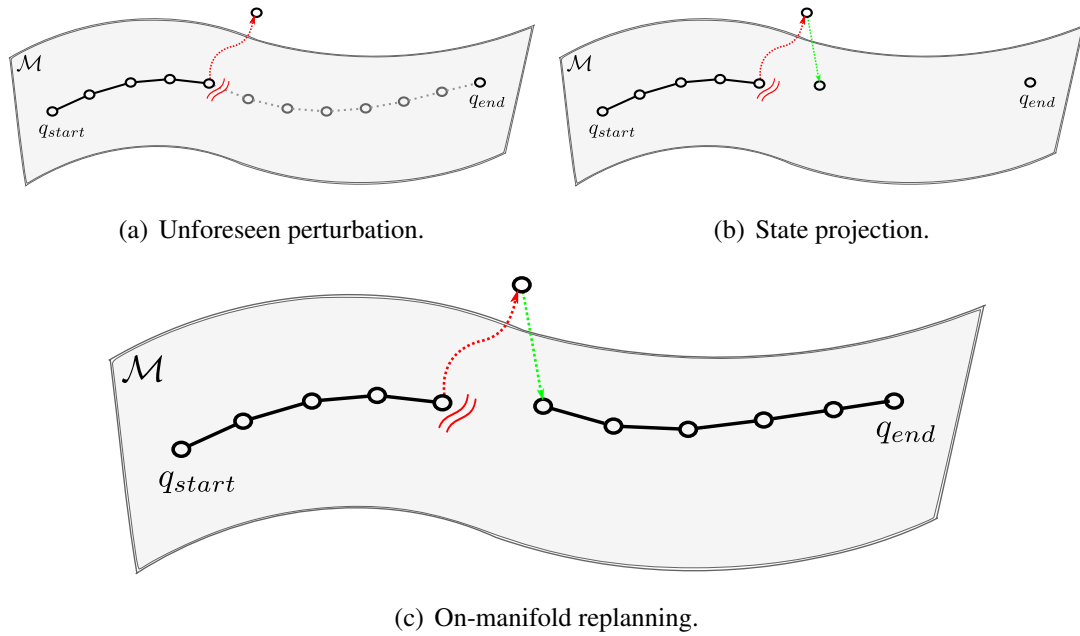 ℳ
q_start
q_end
(a) Unforeseen perturbation.
ℳ
q_start
q_end
(b) State projection.
ℳ
q_start
q_end
(c) On-manifold replanning.